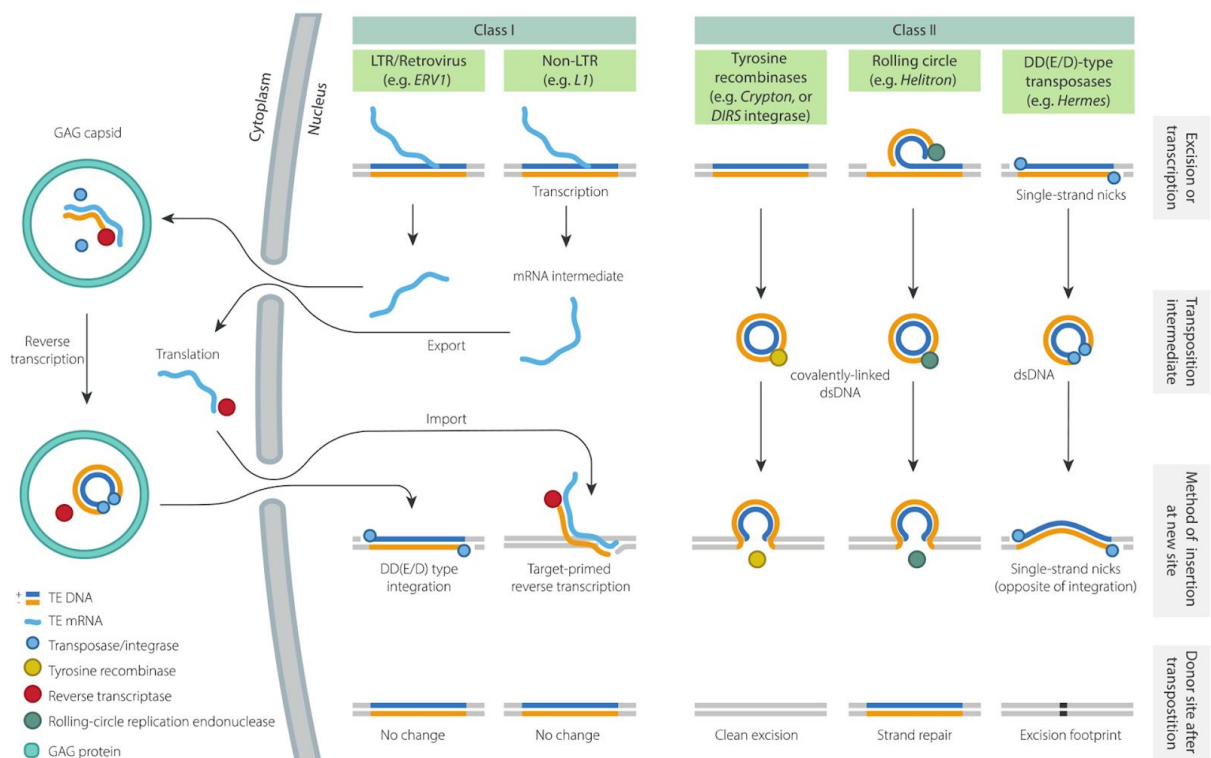 Class I
Class II
LTR/Retrovirus
(e.g. ERV1)
Non-LTR
(e.g. L1)
Tyrosine
recombinases
(e.g. Crypton, or
DIRS integrase)
Rolling circle
(e.g. Helitron)
DD(E/D)-type
transposases
(e.g. Hermes)
Cytoplasm
Nucleus
GAG capsid
Transcription
Single-strand nicks
Excision or
transcription
mRNA intermediate
Export
Reverse
transcription
Translation
Import
covalently-linked
dsDNA
dsDNA
Transposition
intermediate
DD(E/D) type
integration
Target-primed
reverse transcription
Single-strand nicks
(opposite of integration)
Method of insertion
at new site
+
-
TE DNA
TE mRNA
Transposase/integrase
Tyrosine recombinase
Reverse transcriptase
Rolling-circle replication endonuclease
GAG protein
No change
No change
Clean excision
Strand repair
Excision footprint
Donor site after
transpostition